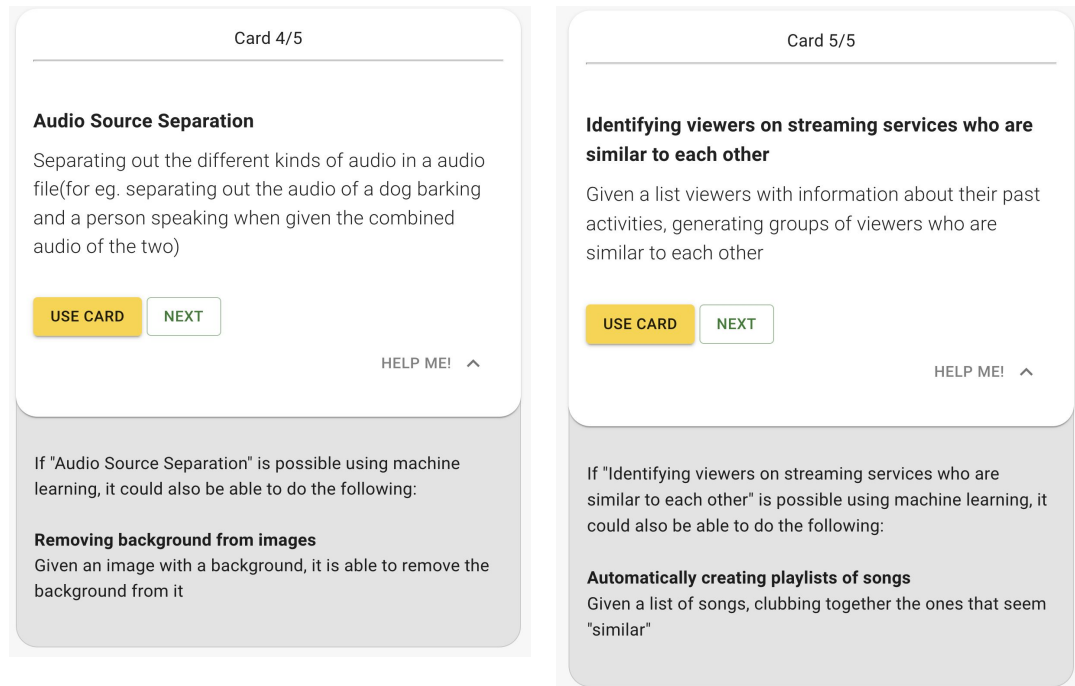 Card 4/5
Audio Source Separation
Separating out the different kinds of audio in a audio
file(for eg. separating out the audio of a dog barking
and a person speaking when given the combined
audio of the two)
USE CARD NEXT
HELP ME!
If "Audio Source Separation" is possible using machine
learning, it could also be able to do the following:
Removing background from images
Given an image with a background, it is able to remove the
background from it
Card 5/5
Identifying viewers on streaming services who are
similar to each other
Given a list viewers with information about their past
activities, generating groups of viewers who are
similar to each other
USE CARD NEXT
HELP ME!
If "Identifying viewers on streaming services who are
similar to each other" is possible using machine learning, it
could also be able to do the following:
Automatically creating playlists of songs
Given a list of songs, clubbing together the ones that seem
"similar"